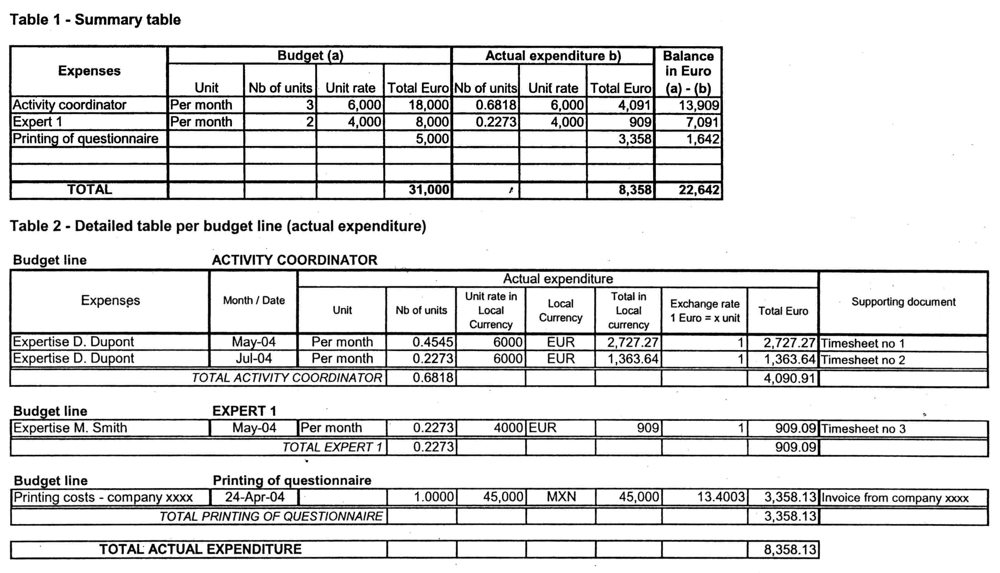 Table 1 - Summary table
Expenses Budget (a) Actual expenditure b) Balance in Euro (a) - (b)
Unit Nb of units Unit rate Total Euro Nb of units Unit rate Total Euro
Activity coordinator Per month 3 6,000 18,000 0.6818 6,000 4,091 13,909
Expert 1 Per month 2 4,000 8,000 0.2273 4,000 909 7,091
Printing of questionnaire 5,000 3,358 1,642
TOTAL 31,000 8,358 22,642
Table 2 - Detailed table per budget line (actual expenditure)
Budget line ACTIVITY COORDINATOR
Expenses Month / Date Actual expenditure Supporting document
Unit Nb of units Unit rate in Local Currency Local Currency Total in Local currency Exchange rate 1 Euro = x unit Total Euro
Expertise D. Dupont May-04 Per month 0.4545 6000 EUR 2,727.27 1 2,727.27 Timesheet no 1
Expertise D. Dupont Jul-04 Per month 0.2273 6000 EUR 1,363.64 1 1,363.64 Timesheet no 2
TOTAL ACTIVITY COORDINATOR 0.6818 4,090.91
Budget line EXPERT 1
Expertise M. Smith May-04 Per month 0.2273 4000 EUR 909 1 909.09 Timesheet no 3
TOTAL EXPERT 1 0.2273 909.09
Budget line Printing of questionnaire
Printing costs - company xxxx 24-Apr-04 1.0000 45,000 MXN 45,000 13.4003 3,358.13 Invoice from company xxxx
TOTAL PRINTING OF QUESTIONNAIRE 3,358.13
TOTAL ACTUAL EXPENDITURE 8,358.13